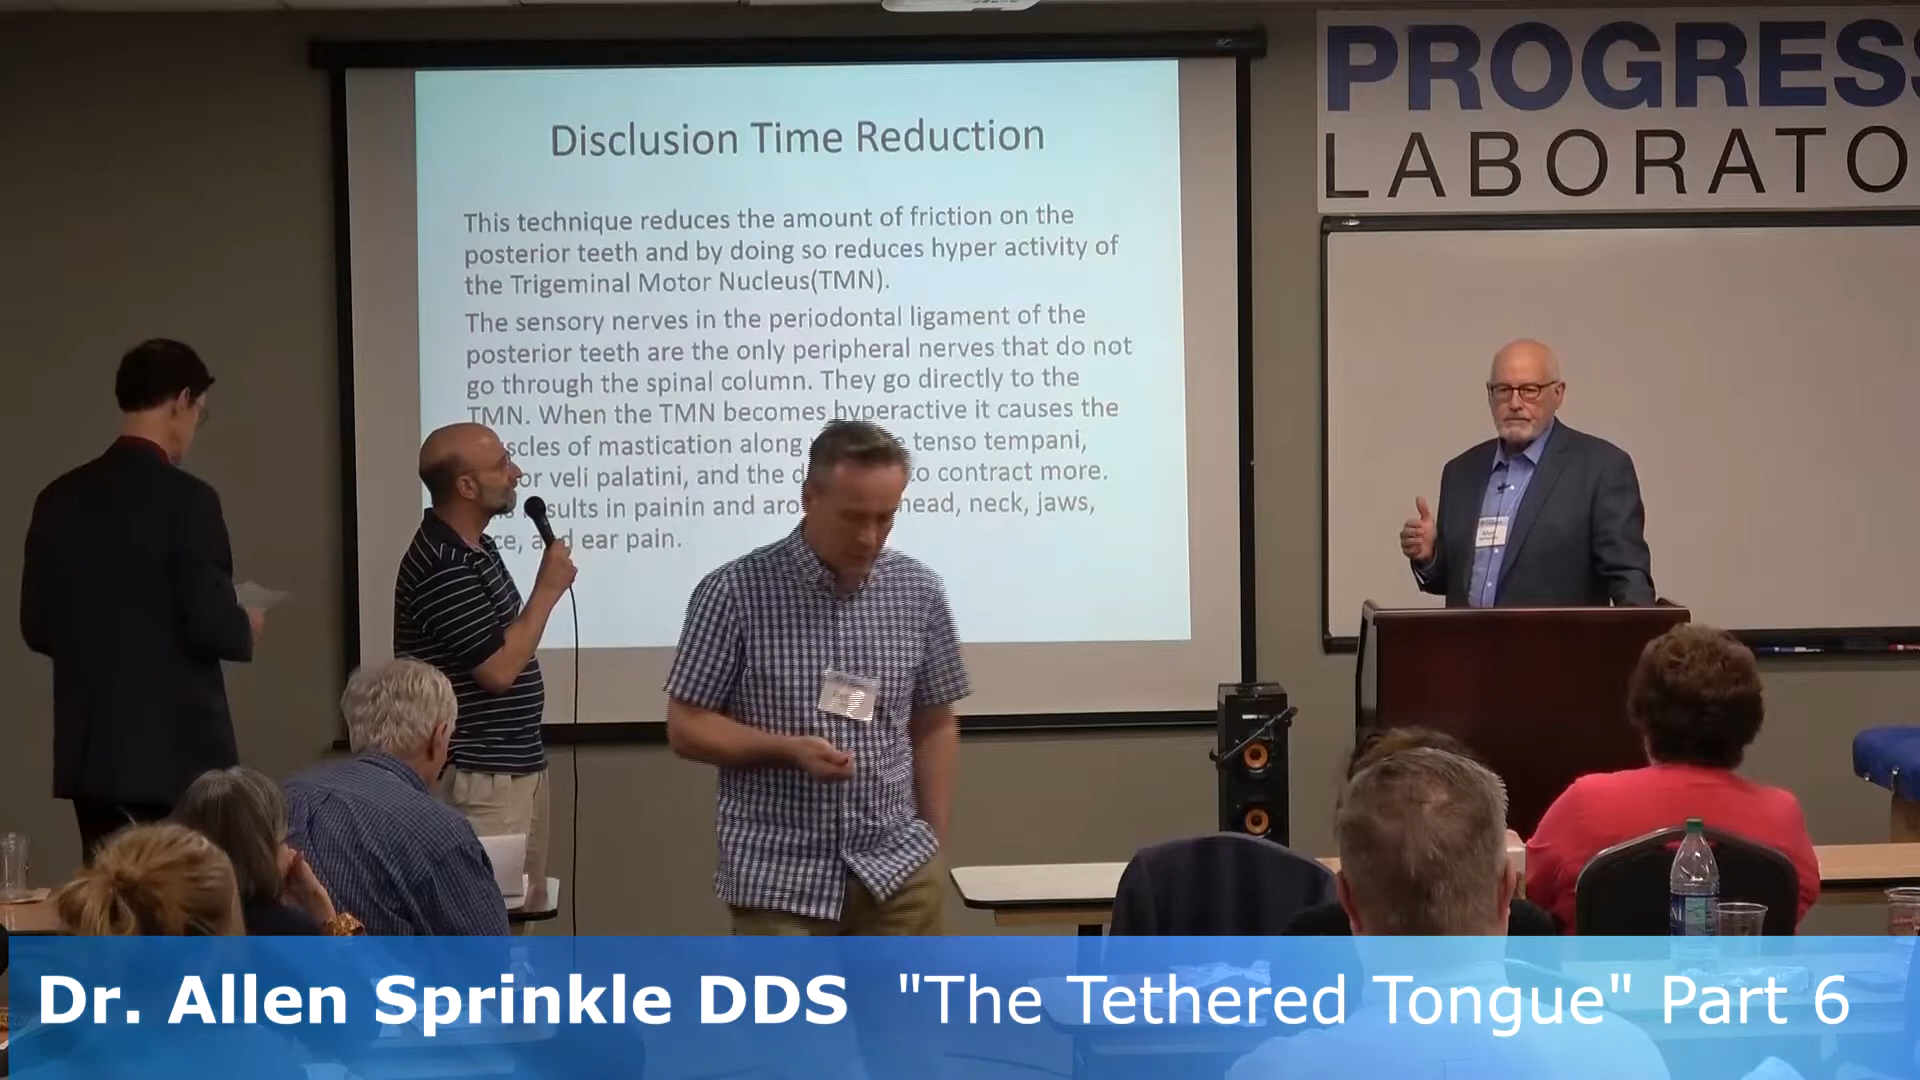 PROGRESS
LABORATO
Disclusion Time Reduction
This technique reduces the amount of friction on the
posterior teeth and by doing so reduces hyper activity of
the Trigeminal Motor Nucleus(TMN).
The sensory nerves in the periodontal ligament of the
posterior teeth are the only peripheral nerves that do not
go through the spinal column. They go directly to the
TMN. When the TMN becomes hyperactive it causes the
scles of mastication along tenso tempani,
or veli palatini, and the d to contract more.
sults in painin and aro head, neck, jaws,
ce, and ear pain.
Dr. Allen Sprinkle DDS "The Tethered Tongue" Part 6